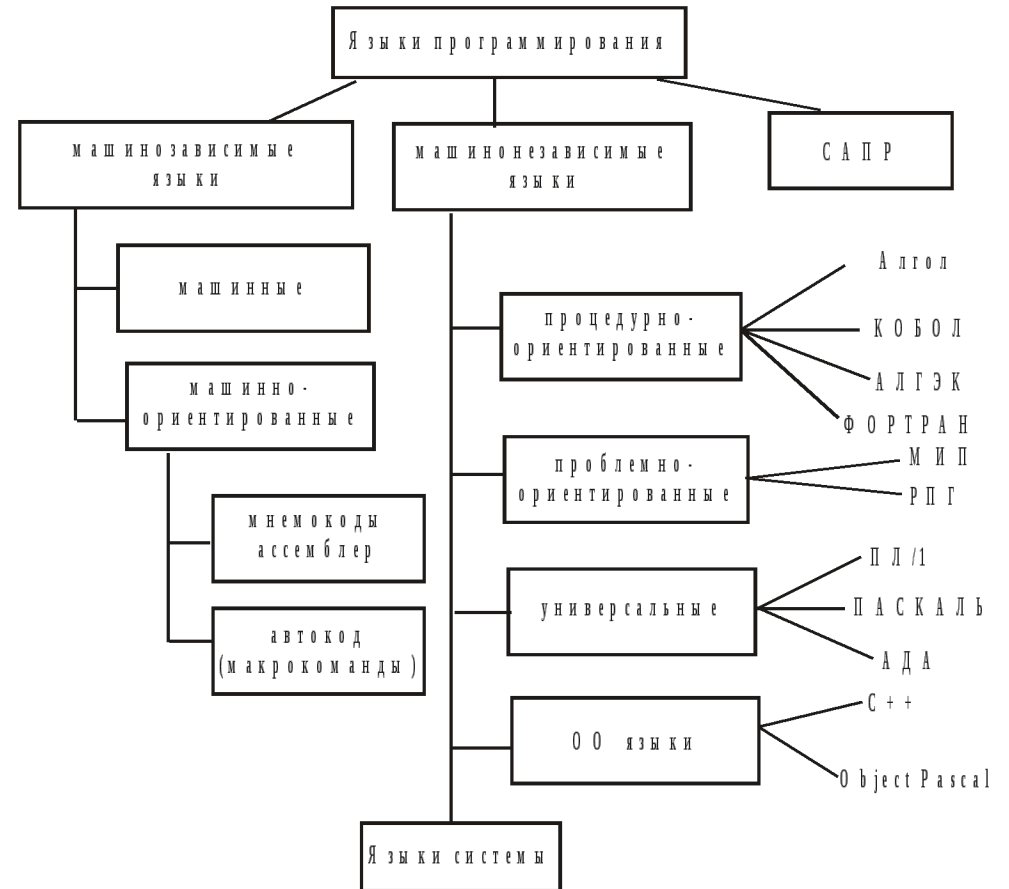 Языки программирования
машинозависимые
языки
машинонезависимые
языки
САПР
машинные
машинно-
ориентированные
мнемокоды
ассемблер
автокод
(макрокоманды)
процедурно-
ориентированные
Алгол
КОБОЛ
АЛГЭК
ФОРТРАН
проблемно-
ориентированные
МИП
РПГ
универсальные
ПЛ/1
ПАСКАЛЬ
АДА
ОО языки
С++
Object Pascal
Языки системы